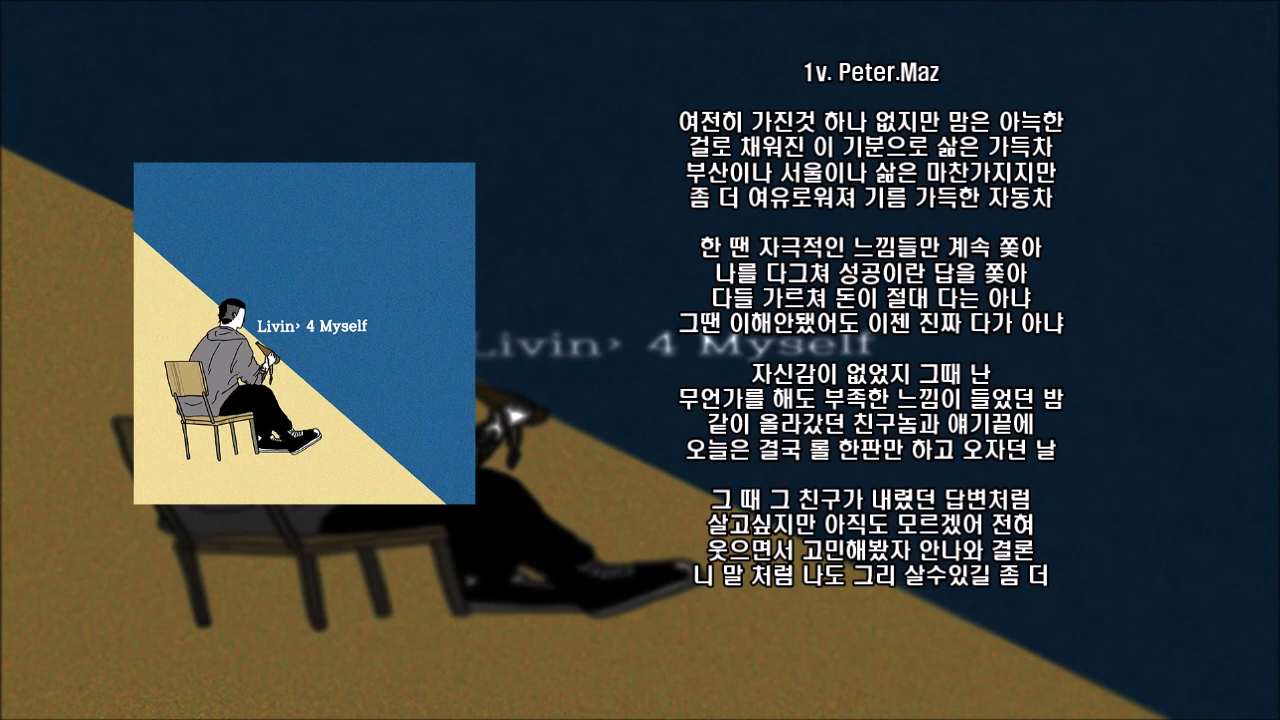 1v. Peter.Maz
여전히 가진것 하나 없지만 맘은 아늑한
걸로 채워진 이 기분으로 삶은 가득차
부산이나 서울이나 삶은 마찬가지지만
좀 더 여유로워져 기름 가득한 자동차
한 땐 자극적인 느낌들만 계속 쫒아
나를 다그쳐 성공이란 답을 쫒아
다들 가르쳐 돈이 절대 다는 아냐
그땐 이해안됐어도 이젠 진짜 다가 아냐
자신감이 없었지 그때 난
무언가를 해도 부족한 느낌이 들었던 밤
같이 올라갔던 친구놈과 얘기끝에
오늘은 결국 롤 한판만 하고 오자던 날
그 때 그 친구가 내렸던 답변처럼
살고싶지만 아직도 모르겠어 전혀
웃으면서 고민해봤자 안나와 결론
니 말 처럼 나도 그리 살수있길 좀 더
Livin> 4 Myself
Livin> 4 Myself